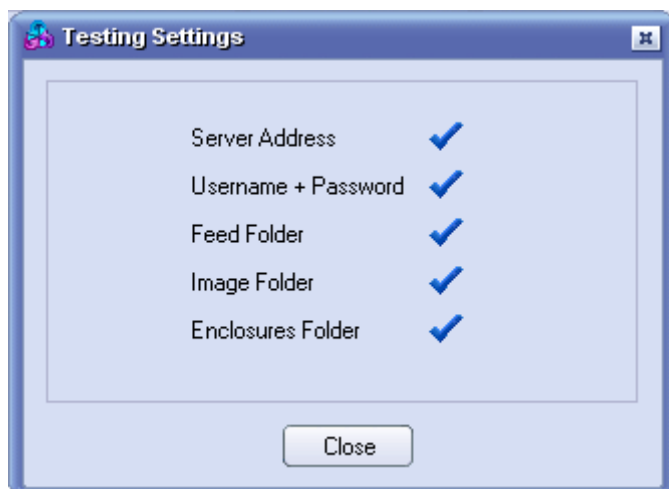 Testing Settings
Server Address
Username + Password
Feed Folder
Image Folder
Enclosures Folder
Close